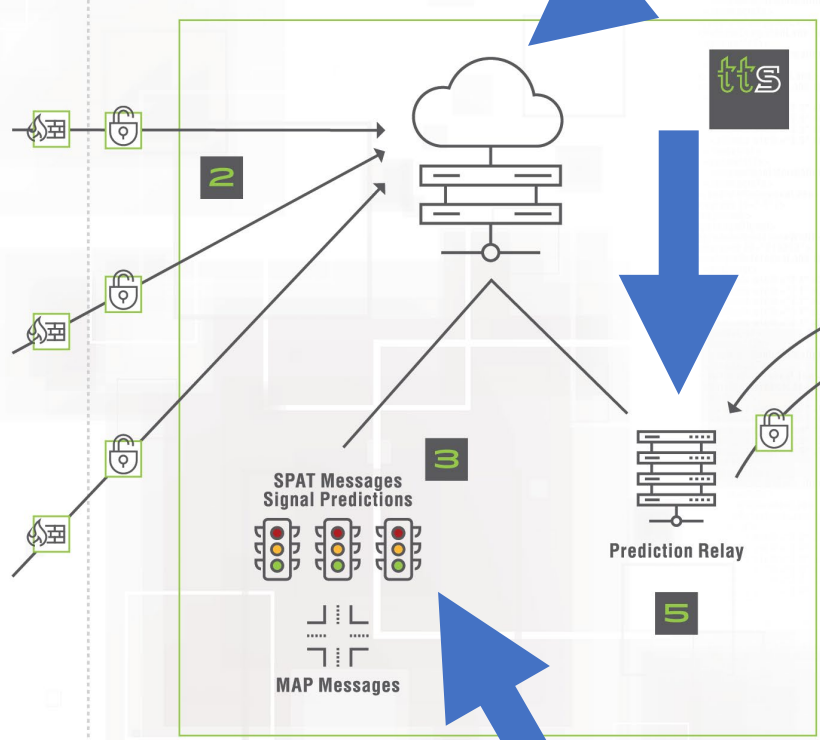 tts
2
3
SPAT Messages
Signal Predictions
Prediction Relay
5
MAP Messages